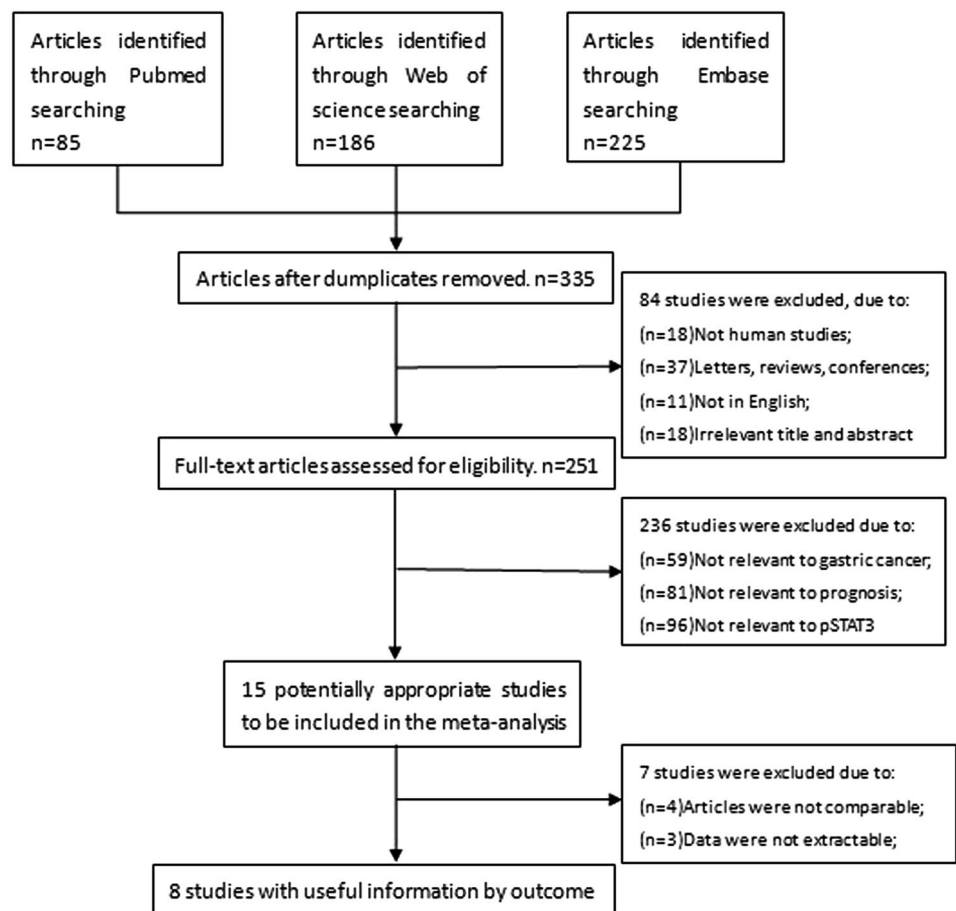 Articles identified
through Pubmed
searching
n=85
Articles identified
through Web of
science searching
n=186
Articles identified
through Embase
searching
n=225
Articles after dumplicates removed. n=335
84 studies were excluded, due to:
(n=18)Not human studies;
(n=37)Letters, reviews, conferences;
(n=11)Not in English;
(n=18)Irrelevant title and abstract
Full-text articles assessed for eligibility. n=251
236 studies were excluded due to:
(n=59)Not relevant to gastric cancer;
(n=81)Not relevant to prognosis;
(n=96)Not relevant to pSTAT3
15 potentially appropriate studies
to be included in the meta-analysis
7 studies were excluded due to:
(n=4)Articles were not comparable;
(n=3)Data were not extractable;
8 studies with useful information by outcome